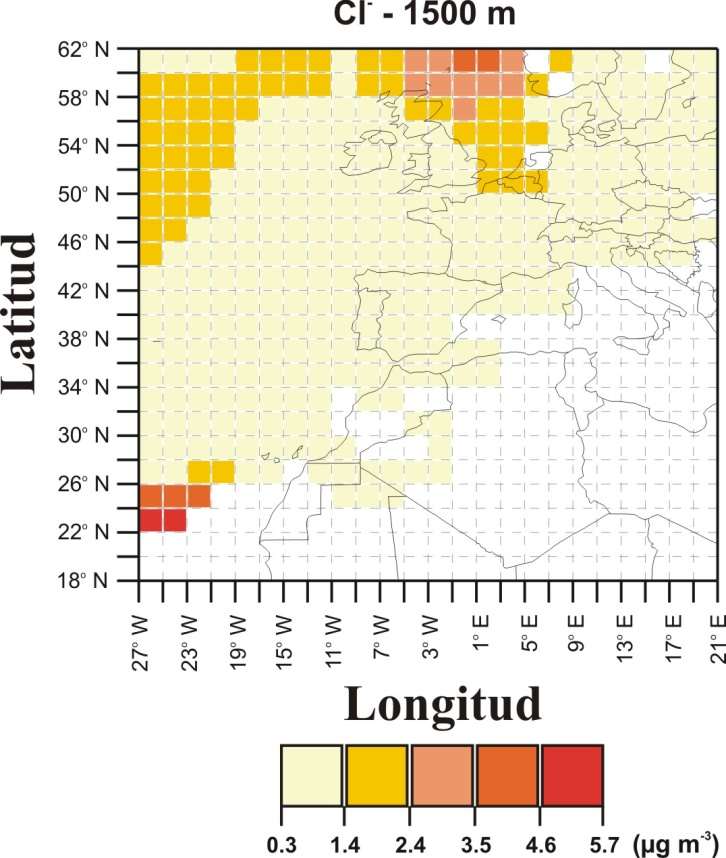 Cl⁻ - 1500 m
62° N
58° N
54° N
50° N
46° N
42° N
38° N
34° N
30° N
26° N
22° N
18° N
Latitud
27° W
23° W
19° W
15° W
11° W
7° W
3° W
1° E
5° E
9° E
13° E
17° E
21° E
Longitud
0.3 1.4 2.4 3.5 4.6 5.7 (µg m⁻³)